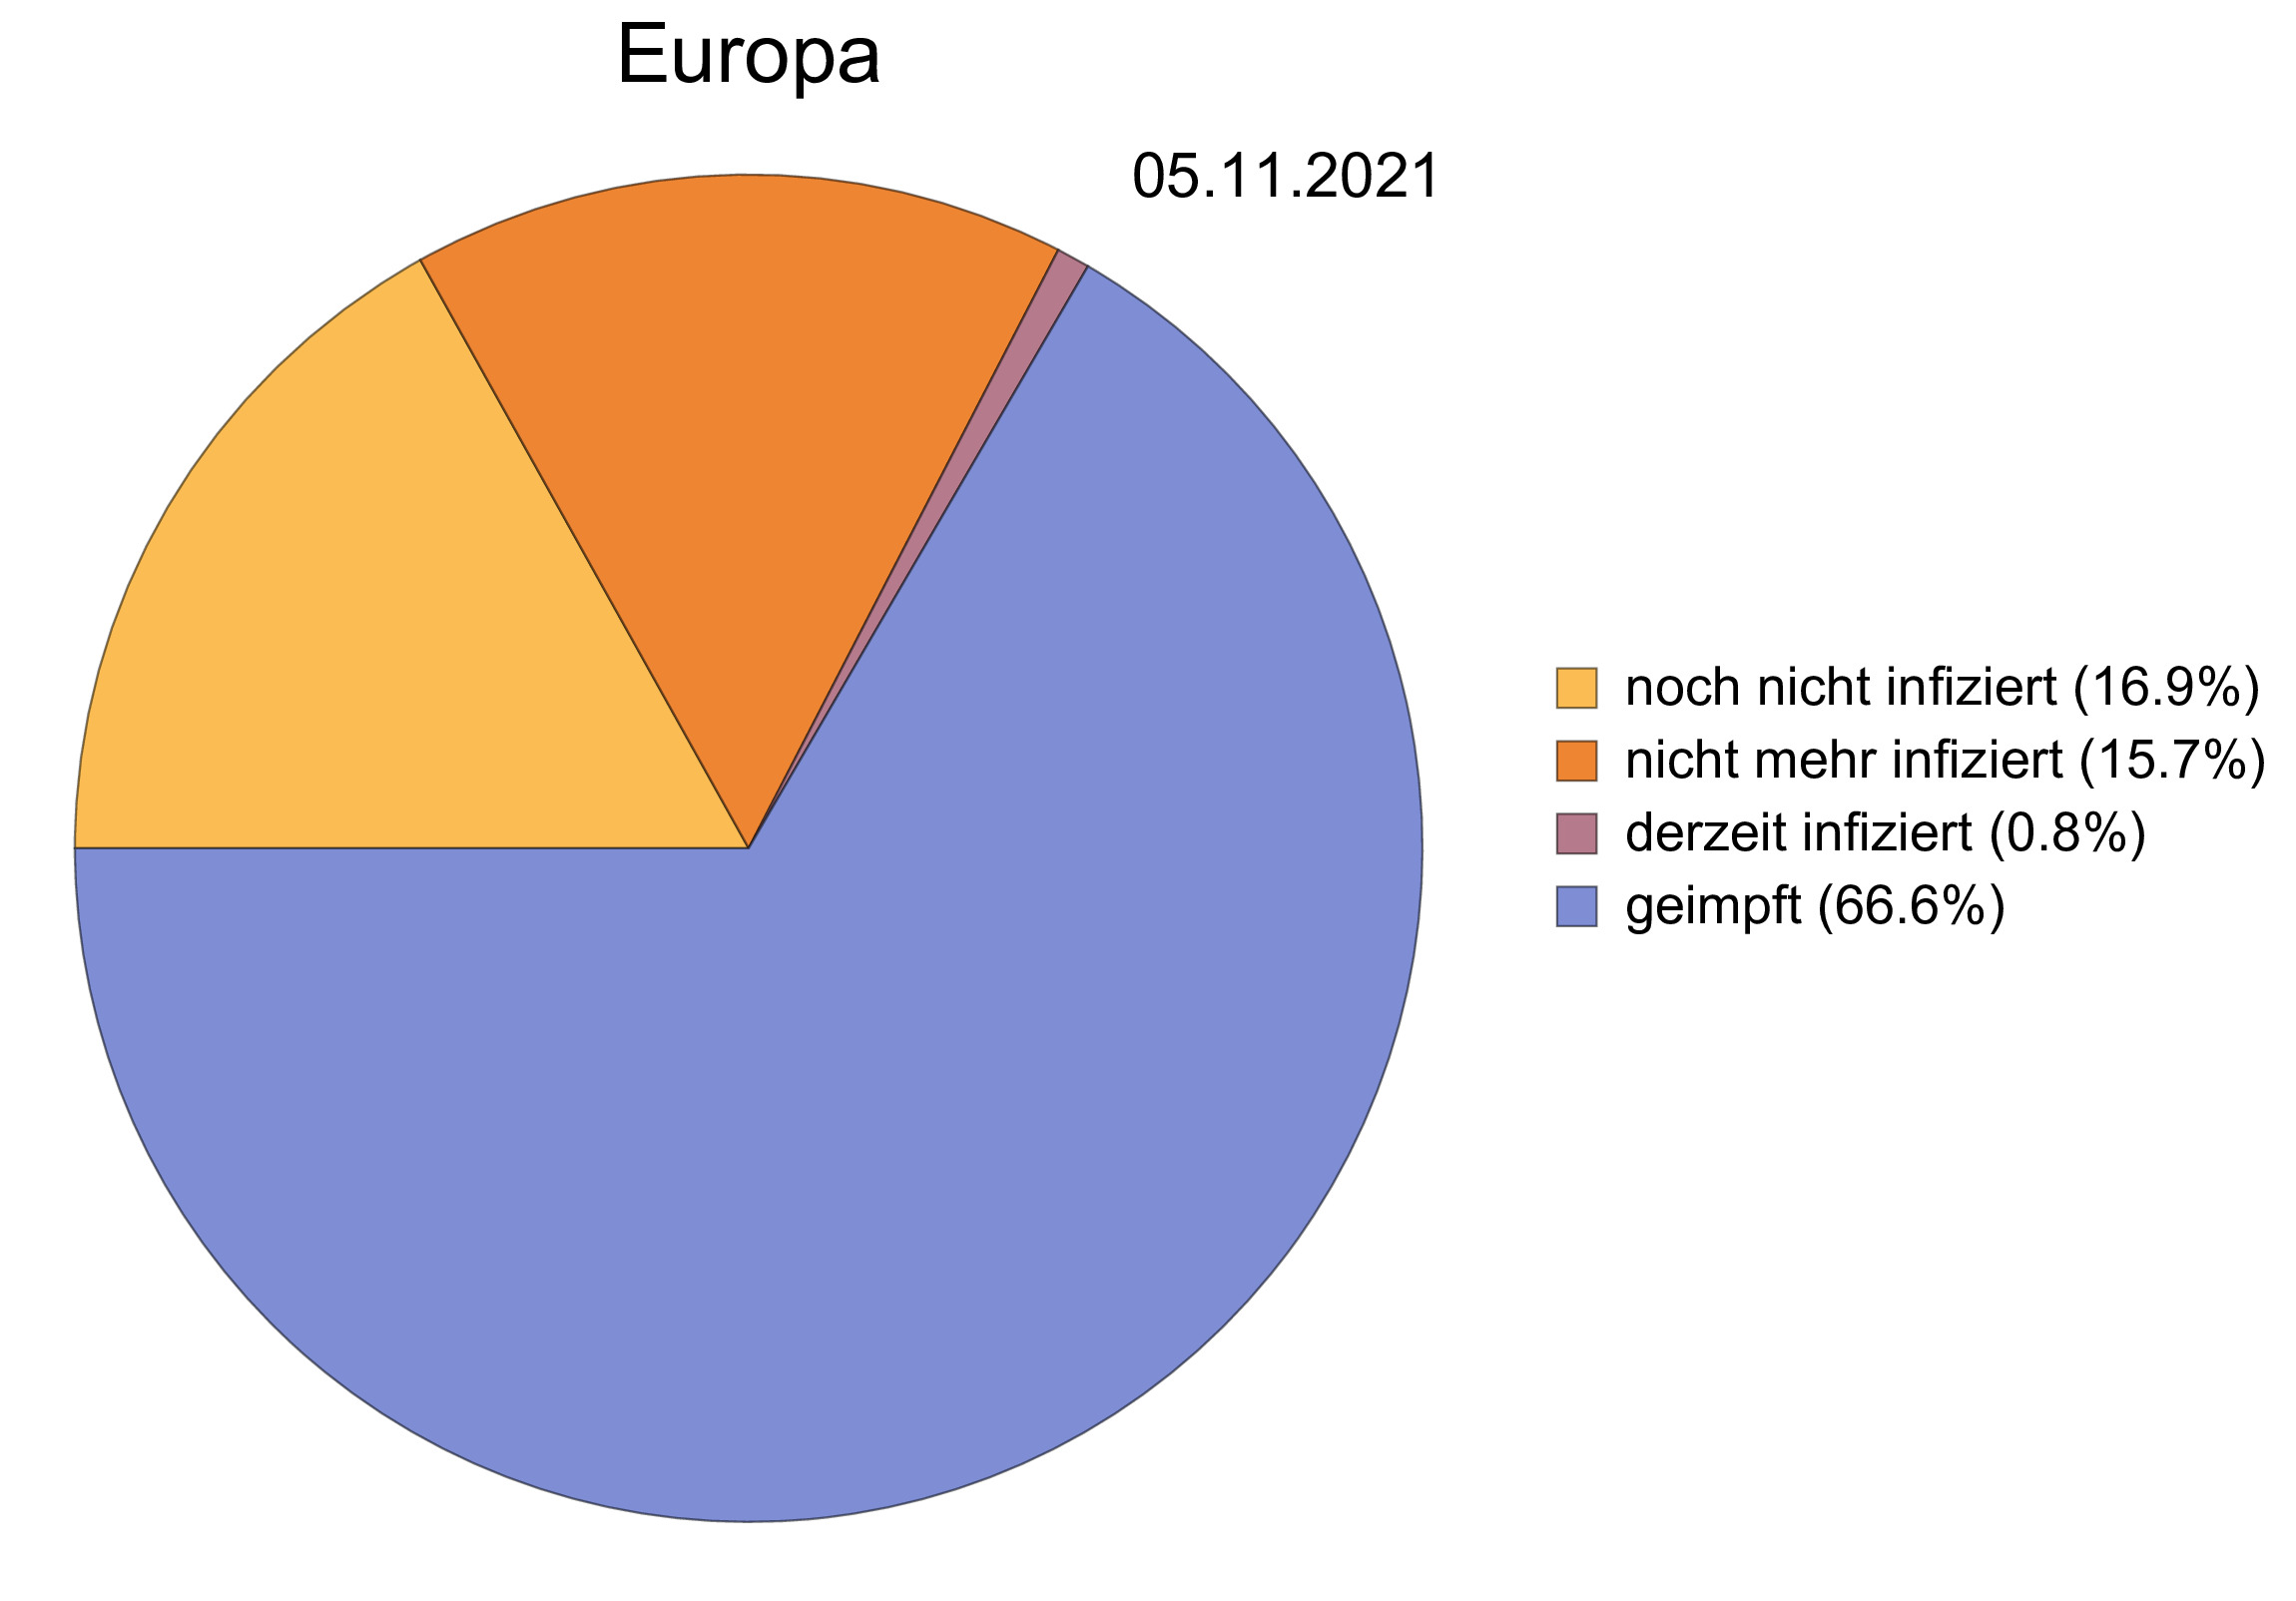 Europa
05.11.2021
noch nicht infiziert (16.9%)
nicht mehr infiziert (15.7%)
derzeit infiziert (0.8%)
geimpft (66.6%)